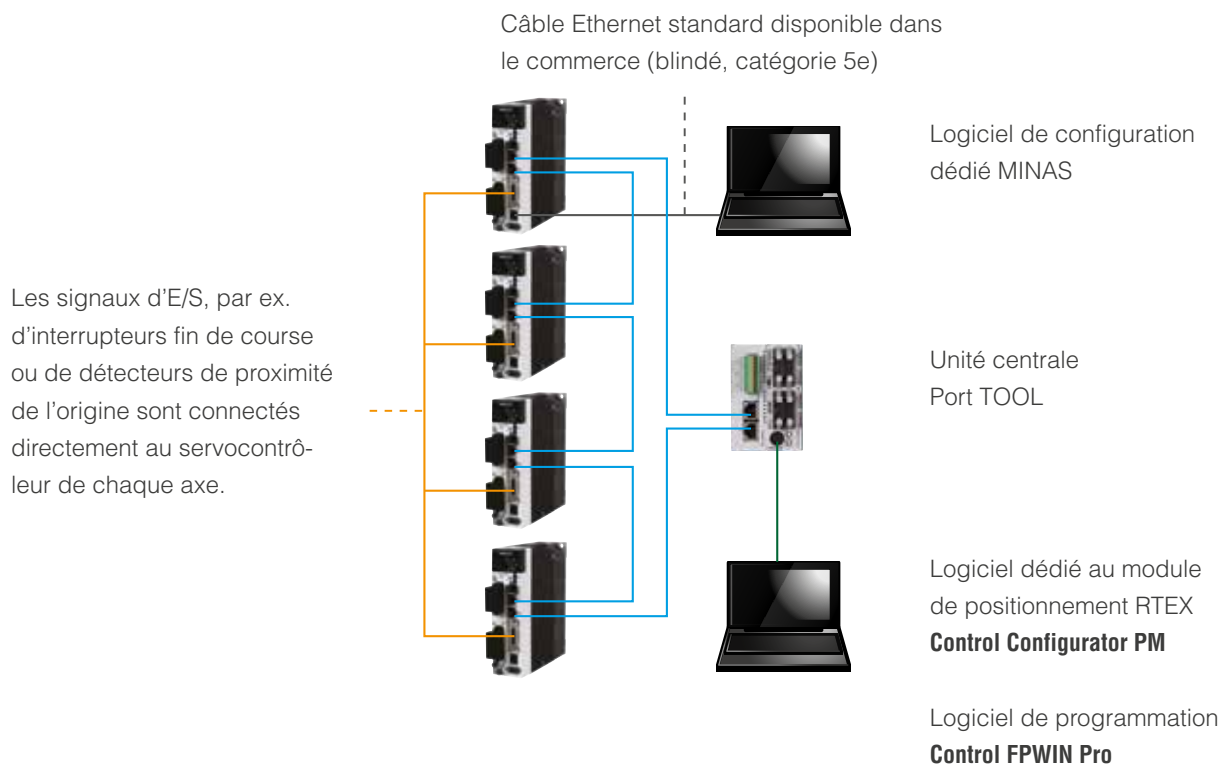 Câble Ethernet standard disponible dans
le commerce (blindé, catégorie 5e)
Logiciel de configuration
dédié MINAS
Les signaux d’E/S, par ex.
d’interrupteurs fin de course
ou de détecteurs de proximité
de l’origine sont connectés
directement au servocontrô-
leur de chaque axe.
Unité centrale
Port TOOL
Logiciel dédié au module
de positionnement RTEX
Control Configurator PM
Logiciel de programmation
Control FPWIN Pro